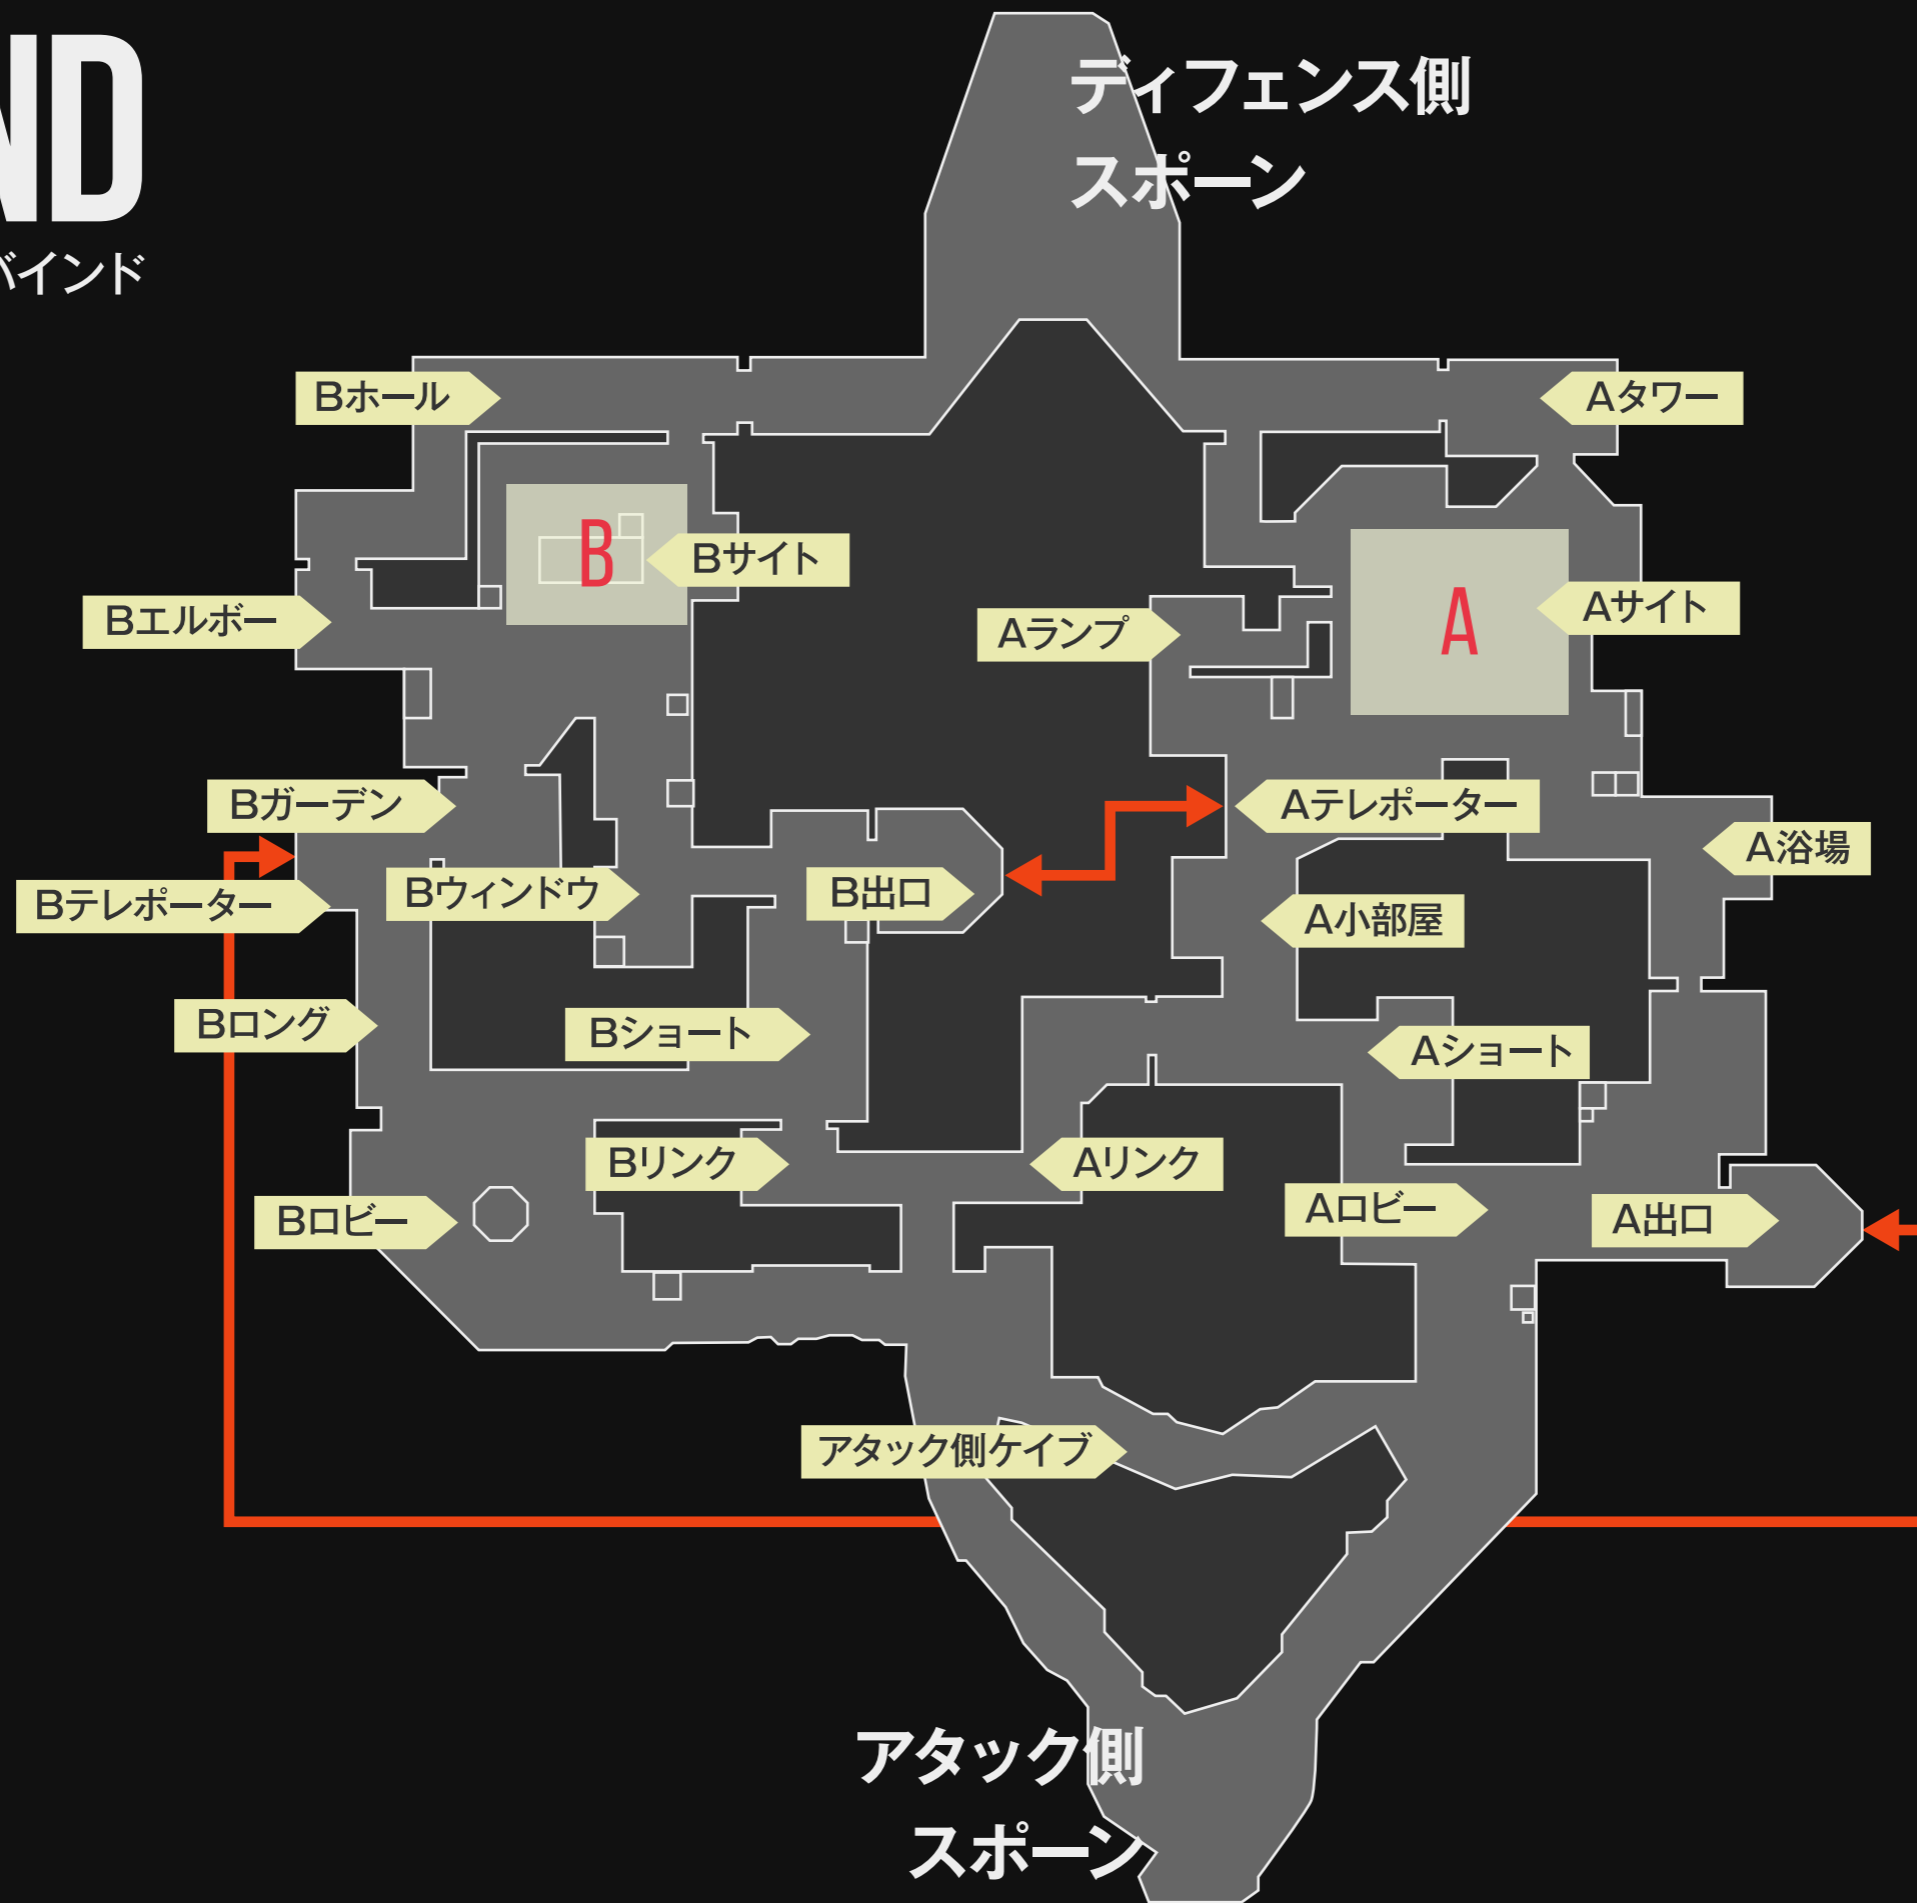 ND
バインド
ディフェンス側
スポーン
Bホール
Aタワー
B
Bサイト
A
Aサイト
Bエルボー
Aランプ
Bガーデン
Aテレポーター
A浴場
Bテレポーター
Bウィンドウ
B出口
A小部屋
Bロング
Bショート
Aショート
Bリンク
Aリンク
Bロビー
Aロビー
A出口
アタック側ケイブ
アタック側
スポーン